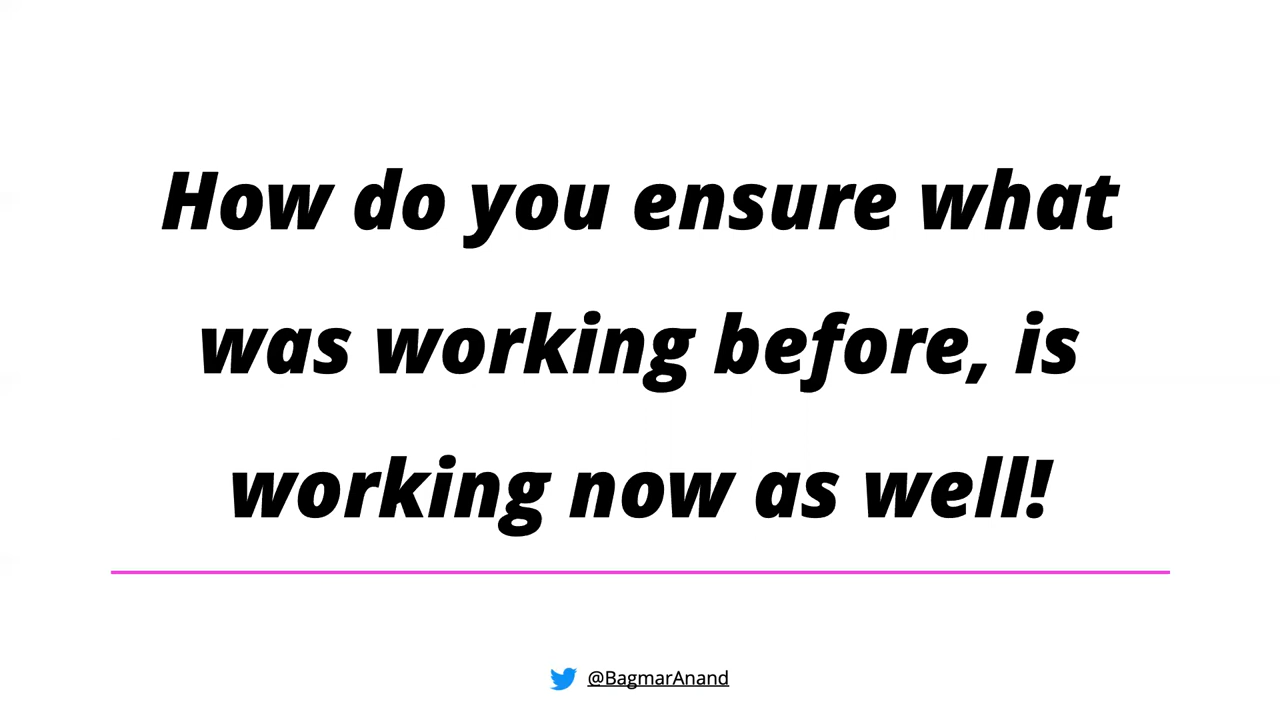 How do you ensure what
was working before, is
working now as well!
@BagmarAnand